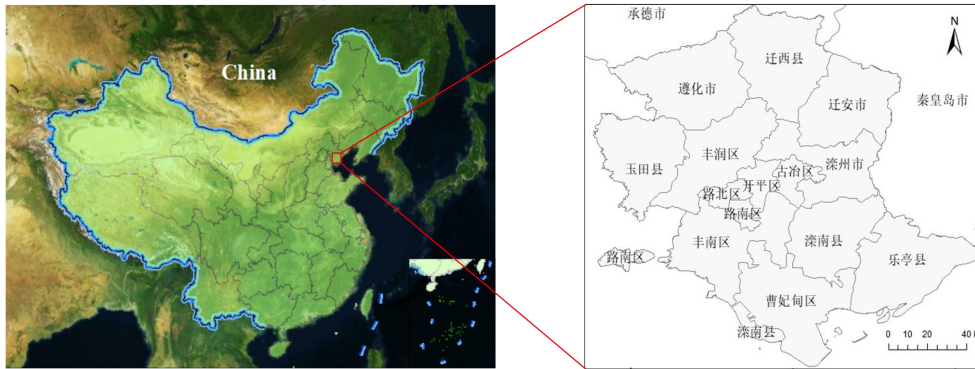 China
承德市
N
迁西县
遵化市
迁安市
秦皇岛市
丰润区
玉田县
古冶区
滦州市
开平区
路北区
路南区
丰南区
滦南县
路南区
乐亭县
曹妃甸区
滦南县
0 10 20 40